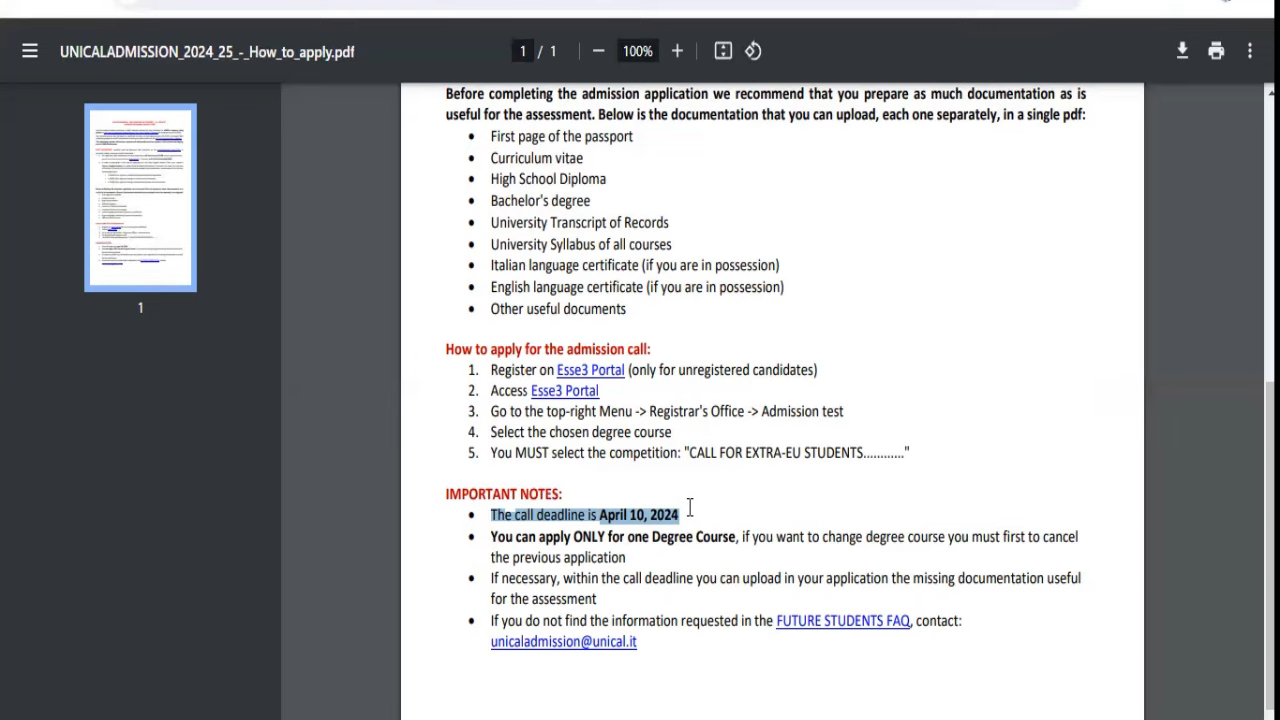 UNICALADMISSION_2024_25_-_How_to_apply.pdf
1 / 1
100%
1
Before completing the admission application we recommend that you prepare as much documentation as is
useful for the assessment. Below is the documentation that you can upload, each one separately, in a single pdf:
• First page of the passport
• Curriculum vitae
• High School Diploma
• Bachelor's degree
• University Transcript of Records
• University Syllabus of all courses
• Italian language certificate (if you are in possession)
• English language certificate (if you are in possession)
• Other useful documents
How to apply for the admission call:
1. Register on Esse3 Portal (only for unregistered candidates)
2. Access Esse3 Portal
3. Go to the top-right Menu -> Registrar's Office -> Admission test
4. Select the chosen degree course
5. You MUST select the competition: "CALL FOR EXTRA-EU STUDENTS............"
IMPORTANT NOTES:
• The call deadline is April 10, 2024
• You can apply ONLY for one Degree Course, if you want to change degree course you must first to cancel
the previous application
• If necessary, within the call deadline you can upload in your application the missing documentation useful
for the assessment
• If you do not find the information requested in the FUTURE STUDENTS FAQ, contact:
unicaladmission@unical.it